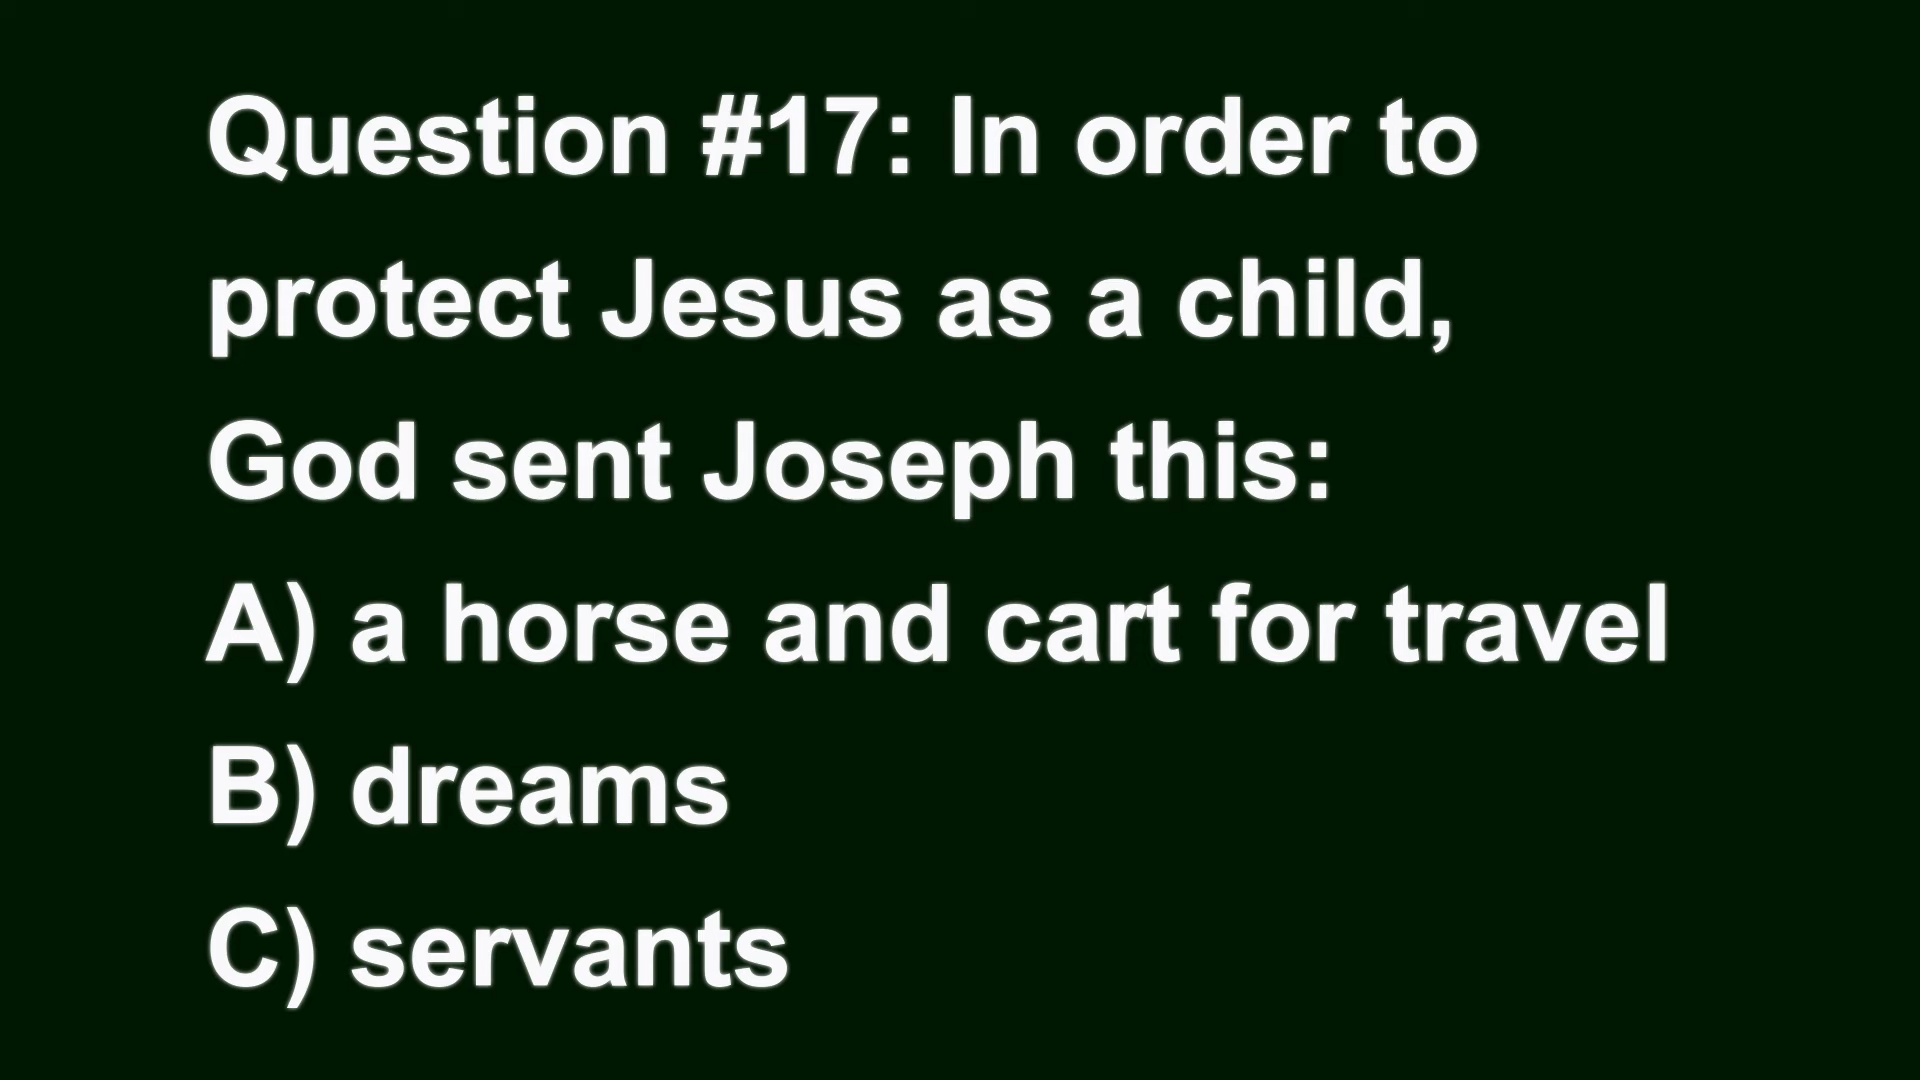 Question #17: In order to
protect Jesus as a child,
God sent Joseph this:
A) a horse and cart for travel
B) dreams
C) servants